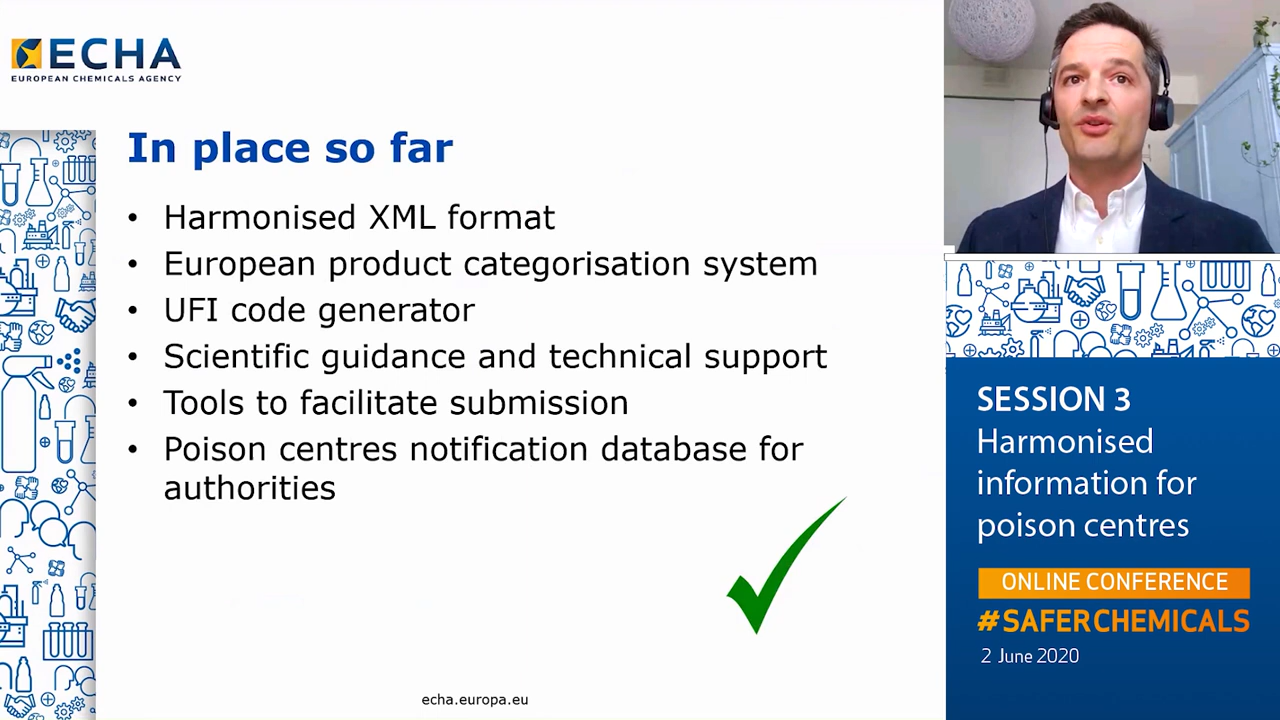 ECHA
EUROPEAN CHEMICALS AGENCY
In place so far
• Harmonised XML format
• European product categorisation system
• UFI code generator
• Scientific guidance and technical support
• Tools to facilitate submission
• Poison centres notification database for
authorities
echa.europa.eu
SESSION 3
Harmonised
information for
poison centres
ONLINE CONFERENCE
#SAFERCHEMICALS
2 June 2020